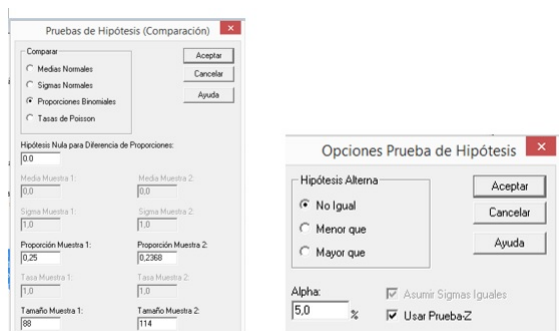 Pruebas de Hipótesis (Comparación)
Comparar
Medias Normales
Sigmas Normales
Proporciones Binomiales
Tasas de Poisson
Aceptar
Cancelar
Ayuda
Hipótesis Nula para Diferencia de Proporciones:
0.0
Media Muestra 1: Media Muestra 2:
0,0 0,0
Sigma Muestra 1: Sigma Muestra 2:
1,0 1,0
Proporción Muestra 1: Proporción Muestra 2:
0,25 0,2368
Tasa Muestra 1: Tasa Muestra 2:
1,0 1,0
Tamaño Muestra 1: Tamaño Muestra 2:
88 114
Opciones Prueba de Hipótesis
Hipótesis Alterna
No Igual
Menor que
Mayor que
Aceptar
Cancelar
Ayuda
Alpha:
5,0 %
Asumir Sigmas Iguales
Usar Prueba-Z